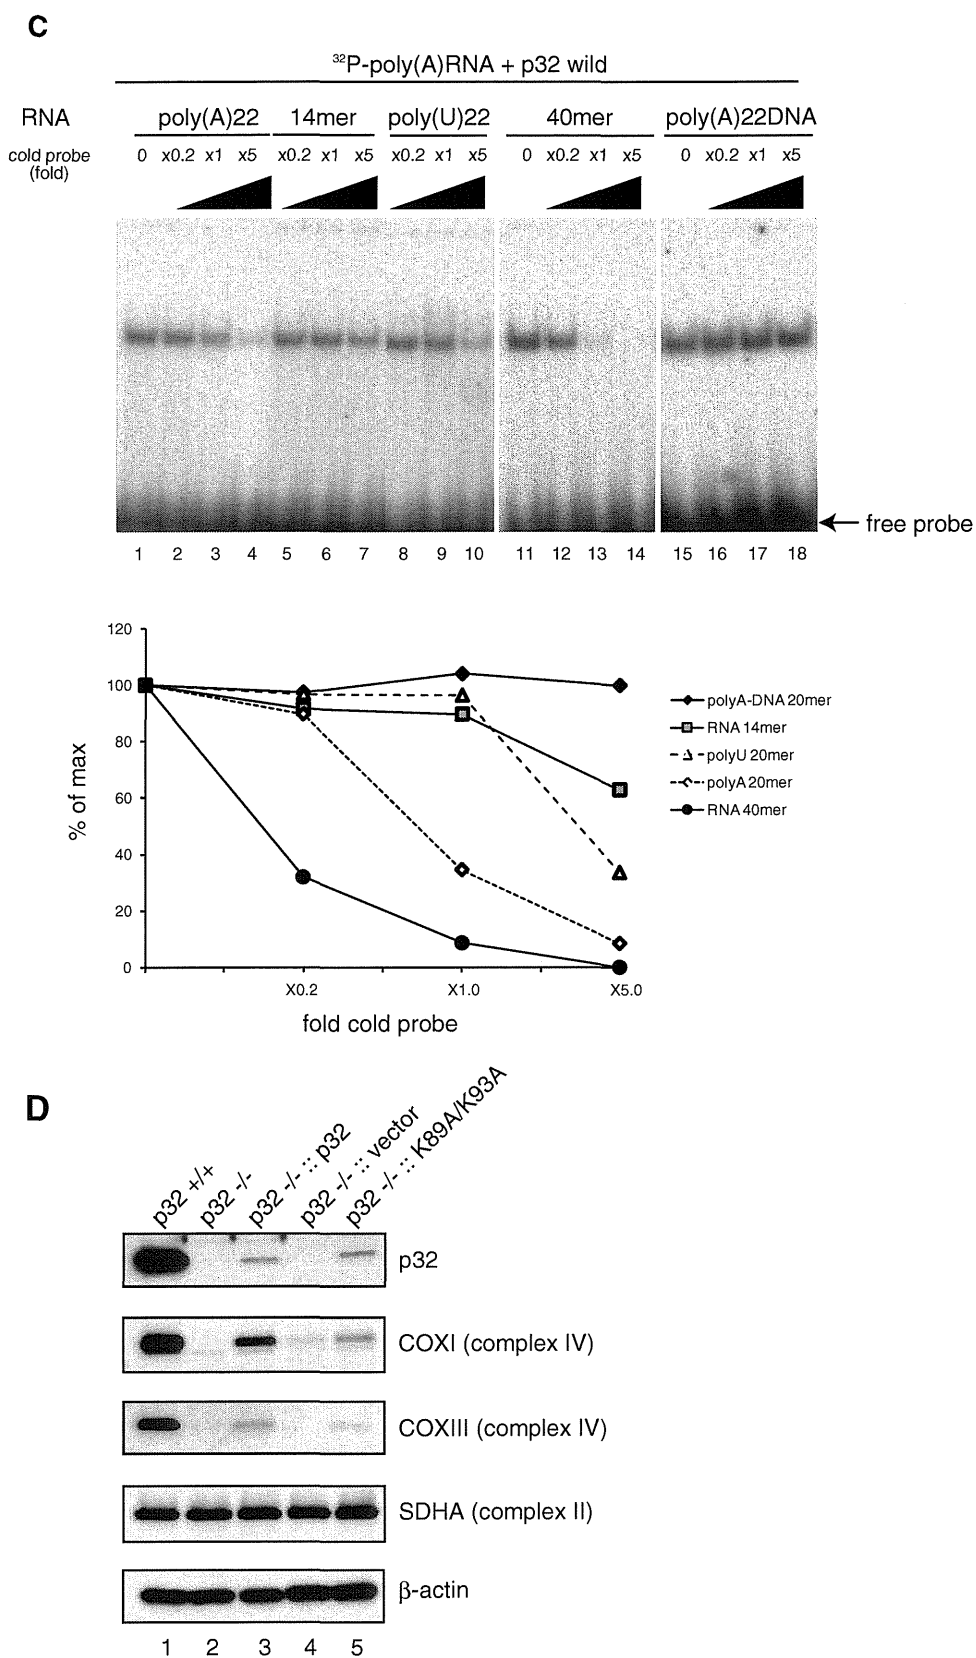 C
³²P-poly(A)RNA + p32 wild
RNA poly(A)22 14mer poly(U)22 40mer poly(A)22DNA
cold probe (fold) 0 x0.2 x1 x5 x0.2 x1 x5 x0.2 x1 x5 0 x0.2 x1 x5 0 x0.2 x1 x5
free probe
1 2 3 4 5 6 7 8 9 10 11 12 13 14 15 16 17 18
120
100
80
60
40
20
0
% of max
X0.2 X1.0 X5.0
fold cold probe
polyA-DNA 20mer
RNA 14mer
polyU 20mer
polyA 20mer
RNA 40mer
D
p32 +/+
p32 -/-
p32 -/- :: p32
p32 -/- :: vector
p32 -/- :: K89A/K93A
p32
COXI (complex IV)
COXIII (complex IV)
SDHA (complex II)
β-actin
1 2 3 4 5